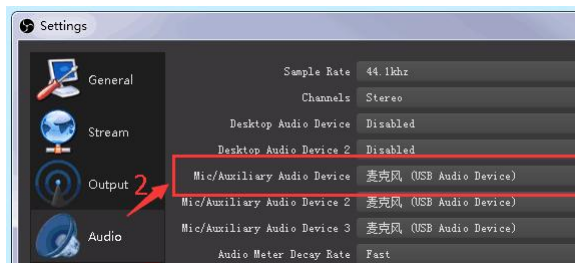 Settings
General
Stream
Output
Audio
2
Sample Rate 44.1khz
Channels Stereo
Desktop Audio Device Disabled
Desktop Audio Device 2 Disabled
Mic/Auxiliary Audio Device 麦克风 (USB Audio Device)
Mic/Auxiliary Audio Device 2 麦克风 (USB Audio Device)
Mic/Auxiliary Audio Device 3 麦克风 (USB Audio Device)
Audio Meter Decay Rate Fast